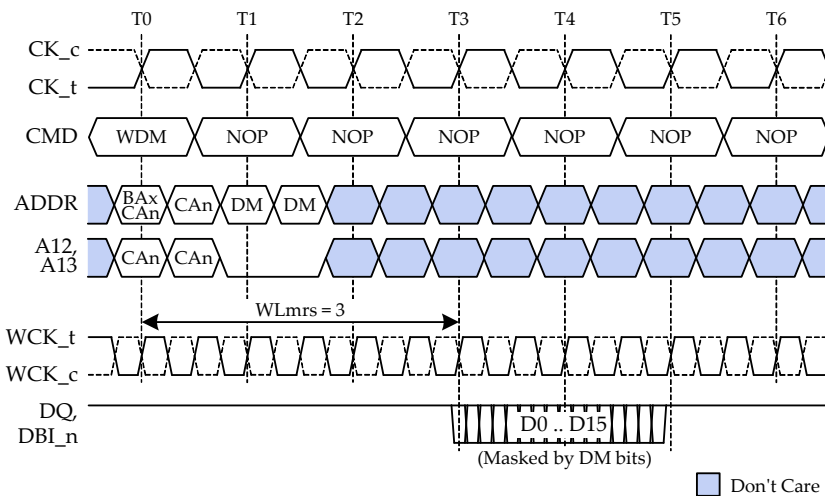 T0 T1 T2 T3 T4 T5 T6
CK_c
CK_t
CMD WDM NOP NOP NOP NOP NOP NOP
ADDR BAx CAn CAn DM DM
A12, A13 CAn CAn
WLmrs = 3
WCK_t
WCK_c
DQ,
DBI_n D0 .. D15
(Masked by DM bits)
Don't Care